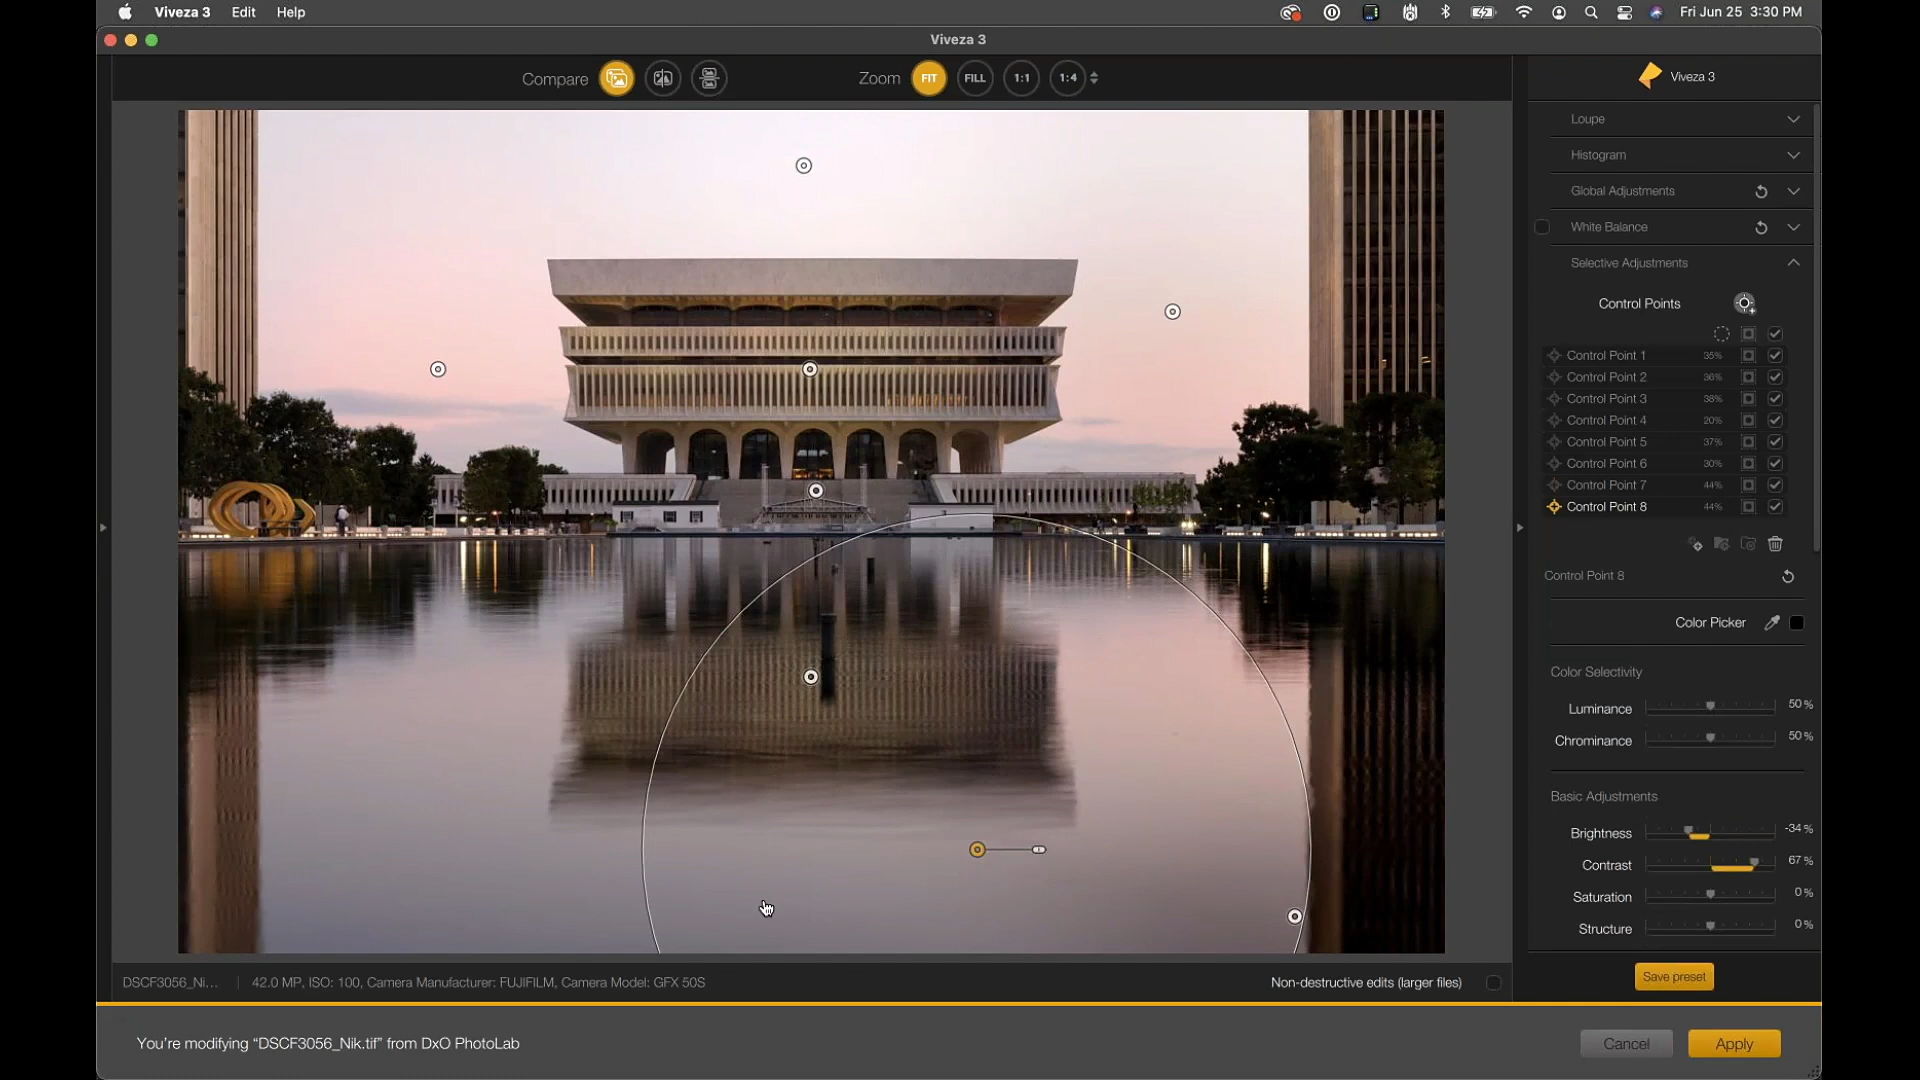 Viveza 3 Edit Help Fri Jun 25 3:30 PM
Viveza 3
Compare Zoom FIT FILL 1:1 1:4
Viveza 3
Loupe
Histogram
Global Adjustments
White Balance
Selective Adjustments
Control Points
Control Point 1 35%
Control Point 2 36%
Control Point 3 38%
Control Point 4 20%
Control Point 5 37%
Control Point 6 30%
Control Point 7 44%
Control Point 8 44%
Control Point 8
Color Picker
Color Selectivity
Luminance 50 %
Chrominance 50 %
Basic Adjustments
Brightness -34 %
Contrast 67 %
Saturation 0 %
Structure 0 %
Save preset
DSCF3056_Ni... 42.0 MP, ISO: 100, Camera Manufacturer: FUJIFILM, Camera Model: GFX 50S Non-destructive edits (larger files)
You're modifying “DSCF3056_Nik.tif” from DxO PhotoLab Cancel Apply